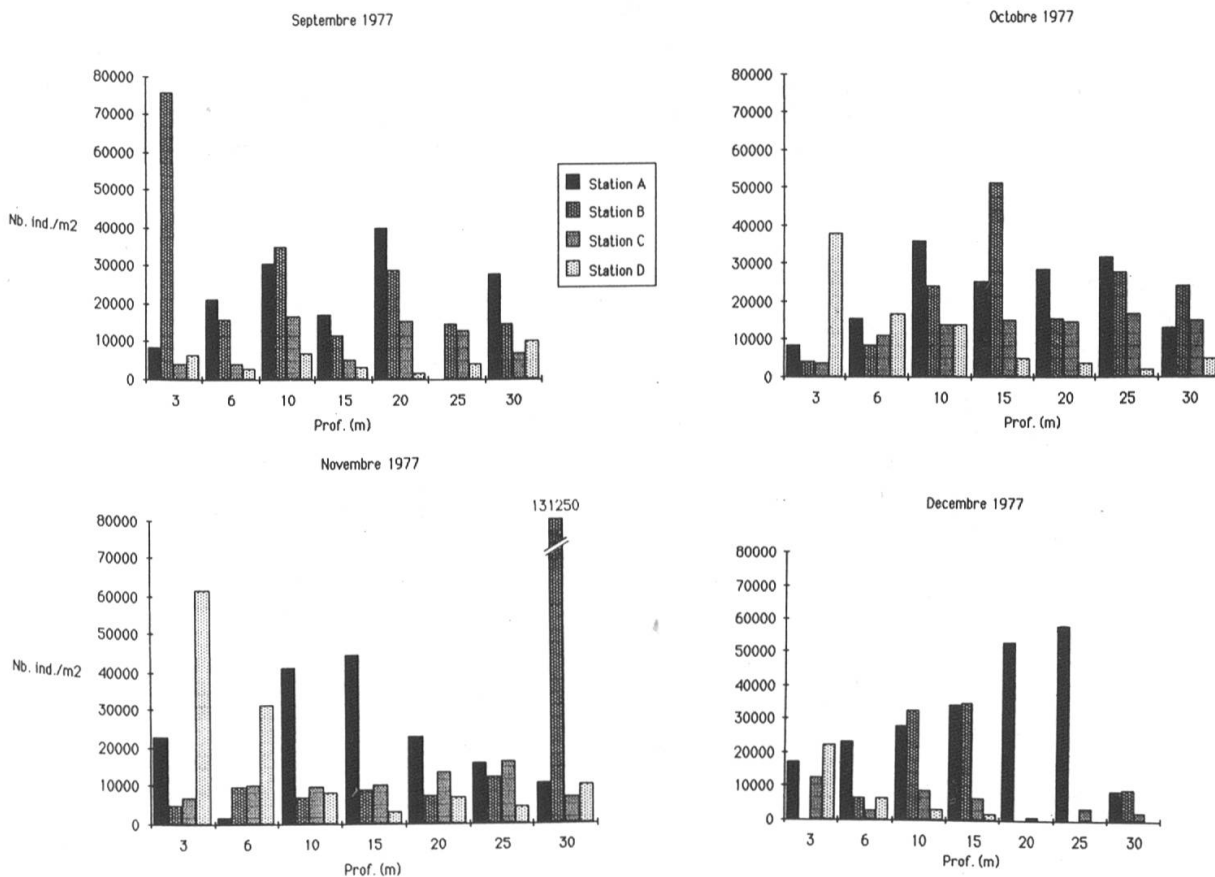 Septembre 1977
80000
70000
60000
50000
40000
30000
20000
10000
0
Nb. ind./m2
3 6 10 15 20 25 30
Prof. (m)
Station A
Station B
Station C
Station D
Octobre 1977
80000
70000
60000
50000
40000
30000
20000
10000
0
3 6 10 15 20 25 30
Prof. (m)
Novembre 1977
131250
80000
70000
60000
50000
40000
30000
20000
10000
0
Nb. ind./m2
3 6 10 15 20 25 30
Prof. (m)
Decembre 1977
80000
70000
60000
50000
40000
30000
20000
10000
0
3 6 10 15 20 25 30
Prof. (m)